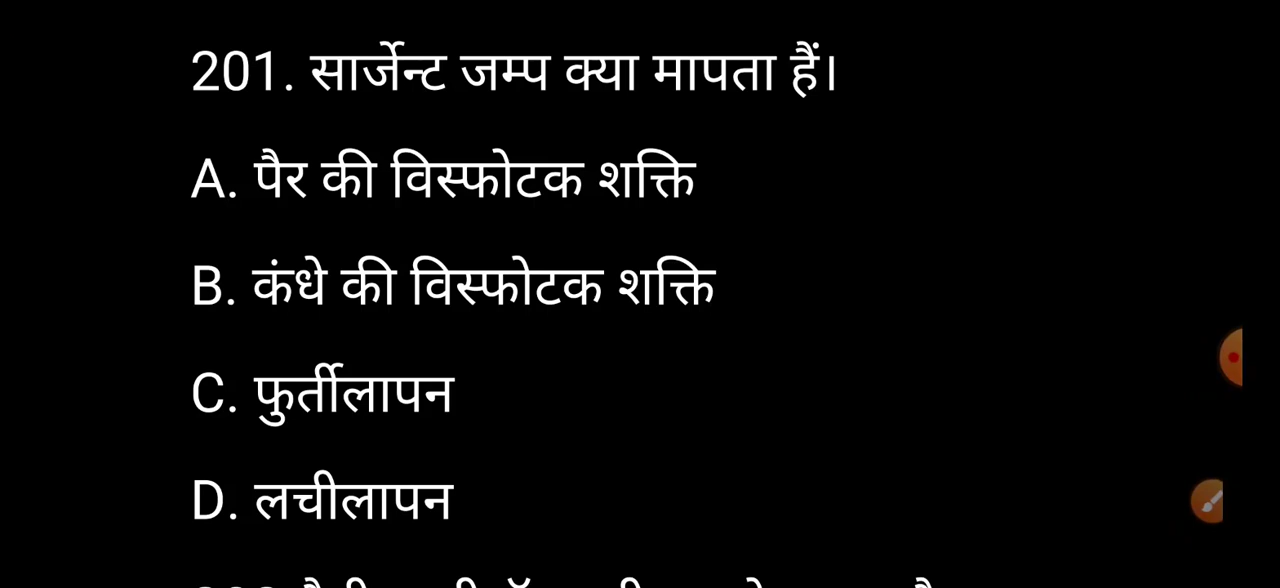 201. सार्जेन्ट जम्प क्या मापता हैं।
A. पैर की विस्फोटक शक्ति
B. कंधे की विस्फोटक शक्ति
C. फुर्तीलापन
D. लचीलापन